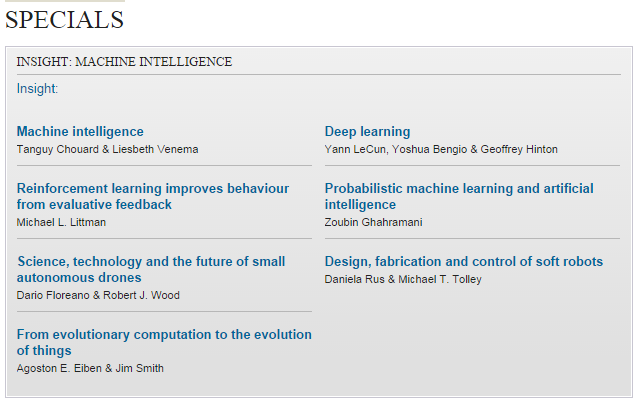 SPECIALS
INSIGHT: MACHINE INTELLIGENCE
Insight:
Machine intelligence
Tanguy Chouard & Liesbeth Venema
Deep learning
Yann LeCun, Yoshua Bengio & Geoffrey Hinton
Reinforcement learning improves behaviour
from evaluative feedback
Michael L. Littman
Probabilistic machine learning and artificial
intelligence
Zoubin Ghahramani
Science, technology and the future of small
autonomous drones
Dario Floreano & Robert J. Wood
Design, fabrication and control of soft robots
Daniela Rus & Michael T. Tolley
From evolutionary computation to the evolution
of things
Agoston E. Eiben & Jim Smith